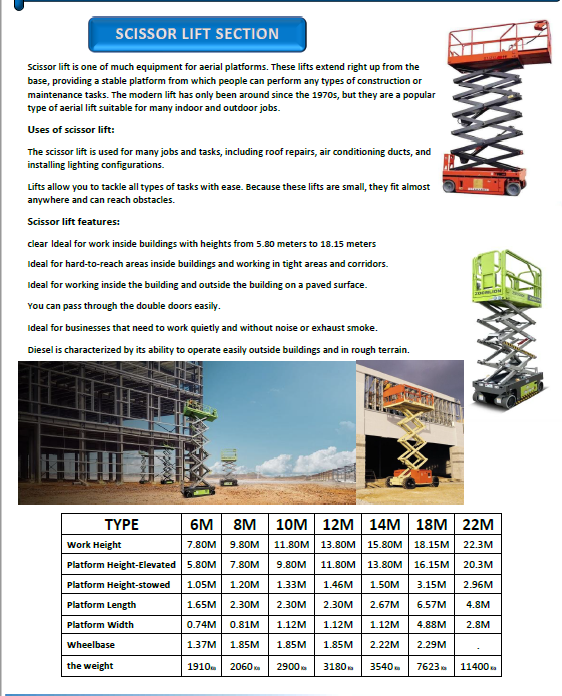 SCISSOR LIFT SECTION
Scissor lift is one of much equipment for aerial platforms. These lifts extend right up from the
base, providing a stable platform from which people can perform any types of construction or
maintenance tasks. The modern lift has only been around since the 1970s, but they are a popular
type of aerial lift suitable for many indoor and outdoor jobs.
Uses of scissor lift:
The scissor lift is used for many jobs and tasks, including roof repairs, air conditioning ducts, and
installing lighting configurations.
Lifts allow you to tackle all types of tasks with ease. Because these lifts are small, they fit almost
anywhere and can reach obstacles.
Scissor lift features:
clear Ideal for work inside buildings with heights from 5.80 meters to 18.15 meters
Ideal for hard-to-reach areas inside buildings and working in tight areas and corridors.
Ideal for working inside the building and outside the building on a paved surface.
You can pass through the double doors easily.
Ideal for businesses that need to work quietly and without noise or exhaust smoke.
Diesel is characterized by its ability to operate easily outside buildings and in rough terrain.
ZOOMLION
TYPE 6M 8M 10M 12M 14M 18M 22M
Work Height 7.80M 9.80M 11.80M 13.80M 15.80M 18.15M 22.3M
Platform Height-Elevated 5.80M 7.80M 9.80M 11.80M 13.80M 16.15M 20.3M
Platform Height-stowed 1.05M 1.20M 1.33M 1.46M 1.50M 3.15M 2.96M
Platform Length 1.65M 2.30M 2.30M 2.30M 2.67M 6.57M 4.8M
Platform Width 0.74M 0.81M 1.12M 1.12M 1.12M 4.88M 2.8M
Wheelbase 1.37M 1.85M 1.85M 1.85M 2.22M 2.29M .
the weight 1910KG 2060KG 2900KG 3180KG 3540KG 7623KG 11400KG